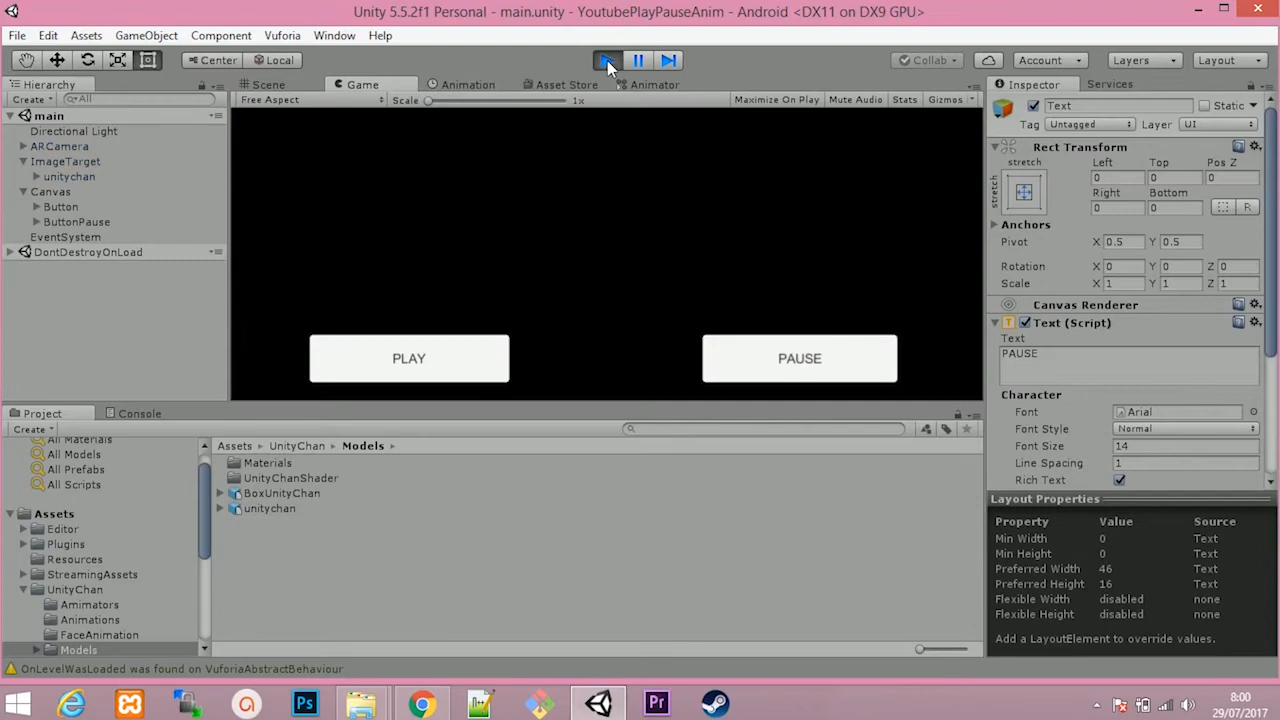 Unity 5.5.2f1 Personal - main.unity - YoutubePlayPauseAnim - Android <DX11 on DX9 GPU>
File Edit Assets GameObject Component Vuforia Window Help
Center Local Collab Account Layers Layout
Hierarchy Scene Game Animation Asset Store Animator Inspector Services
Create All Free Aspect Scale 1x Maximize On Play Mute Audio Stats Gizmos
Text Static
main
Tag Untagged Layer UI
Directional Light
ARCamera
ImageTarget
unitychan
Canvas
Button
ButtonPause
EventSystem
DontDestroyOnLoad
PLAY PAUSE
Rect Transform
stretch Left Top Pos Z
stretch
0 0 0
Right Bottom
0 0 R
Anchors
Pivot X 0.5 Y 0.5
Rotation X 0 Y 0 Z 0
Scale X 1 Y 1 Z 1
Canvas Renderer
T Text (Script)
Text
PAUSE
Character
Font Arial
Font Style Normal
Font Size 14
Line Spacing 1
Rich Text
Project Console
Create
All Materials
All Models
All Prefabs
All Scripts
Assets
Editor
Plugins
Resources
StreamingAssets
UnityChan
Amimators
Animations
FaceAnimation
Models
Assets UnityChan Models
Materials
UnityChanShader
BoxUnityChan
unitychan
Layout Properties
Property Value Source
Min Width 0 Text
Min Height 0 Text
Preferred Width 46 Text
Preferred Height 16 Text
Flexible Width disabled none
Flexible Height disabled none
Add a LayoutElement to override values.
OnLevelWasLoaded was found on VuforiaAbstractBehaviour
Ps Pr
8:00
29/07/2017